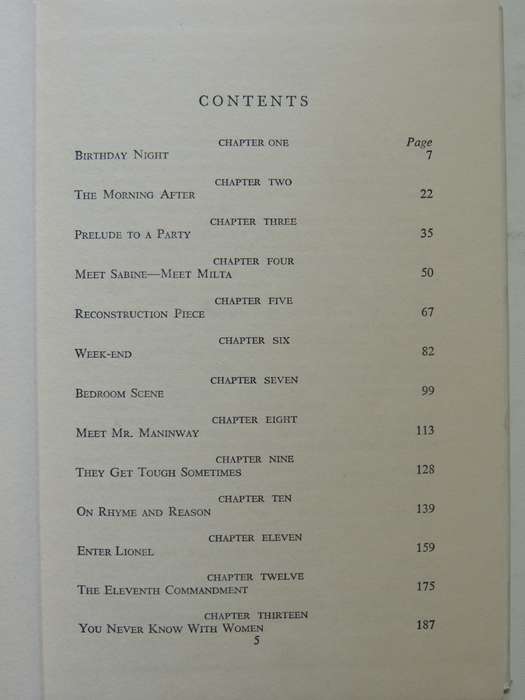 CONTENTS
CHAPTER ONE Page
BIRTHDAY NIGHT 7
CHAPTER TWO
THE MORNING AFTER 22
CHAPTER THREE
PRELUDE TO A PARTY 35
CHAPTER FOUR
MEET SABINE—MEET MILTA 50
CHAPTER FIVE
RECONSTRUCTION PIECE 67
CHAPTER SIX
WEEK-END 82
CHAPTER SEVEN
BEDROOM SCENE 99
CHAPTER EIGHT
MEET MR. MANINWAY 113
CHAPTER NINE
THEY GET TOUGH SOMETIMES 128
CHAPTER TEN
ON RHYME AND REASON 139
CHAPTER ELEVEN
ENTER LIONEL 159
CHAPTER TWELVE
THE ELEVENTH COMMANDMENT 175
CHAPTER THIRTEEN
YOU NEVER KNOW WITH WOMEN 187
5